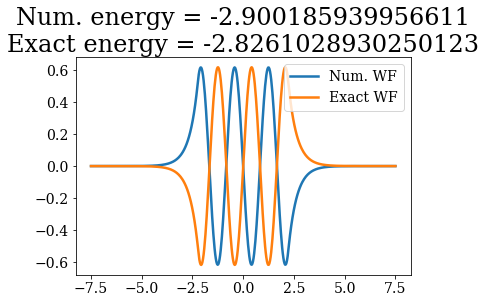 Num. energy = -2.900185939956611
Exact energy = -2.8261028930250123
Num. WF
Exact WF
0.6
0.4
0.2
0.0
−0.2
−0.4
−0.6
−7.5 −5.0 −2.5 0.0 2.5 5.0 7.5